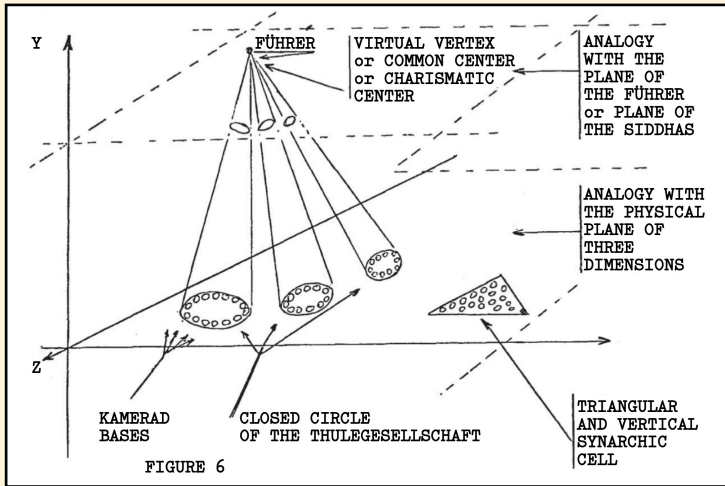 Y
FÜHRER
VIRTUAL VERTEX
or COMMON CENTER
or CHARISMATIC
CENTER
ANALOGY
WITH THE
PLANE OF
THE FÜHRER
or PLANE OF
THE SIDDHAS
ANALOGY WITH
THE PHYSICAL
PLANE OF
THREE
DIMENSIONS
Z
KAMERAD
BASES
CLOSED CIRCLE
OF THE THULEGESELLSCHAFT
TRIANGULAR
AND VERTICAL
SYNARCHIC
CELL
FIGURE 6